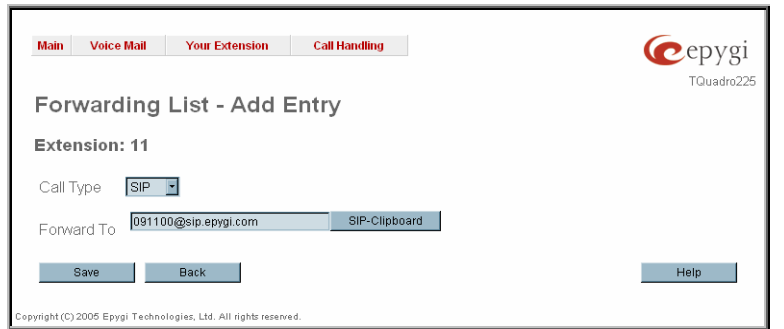 Main Voice Mail Your Extension Call Handling
epygi
TQuadro225
Forwarding List - Add Entry
Extension: 11
Call Type SIP
Forward To 091100@sip.epygi.com SIP-Clipboard
Save Back Help
Copyright (C) 2005 Epygi Technologies, Ltd. All rights reserved.